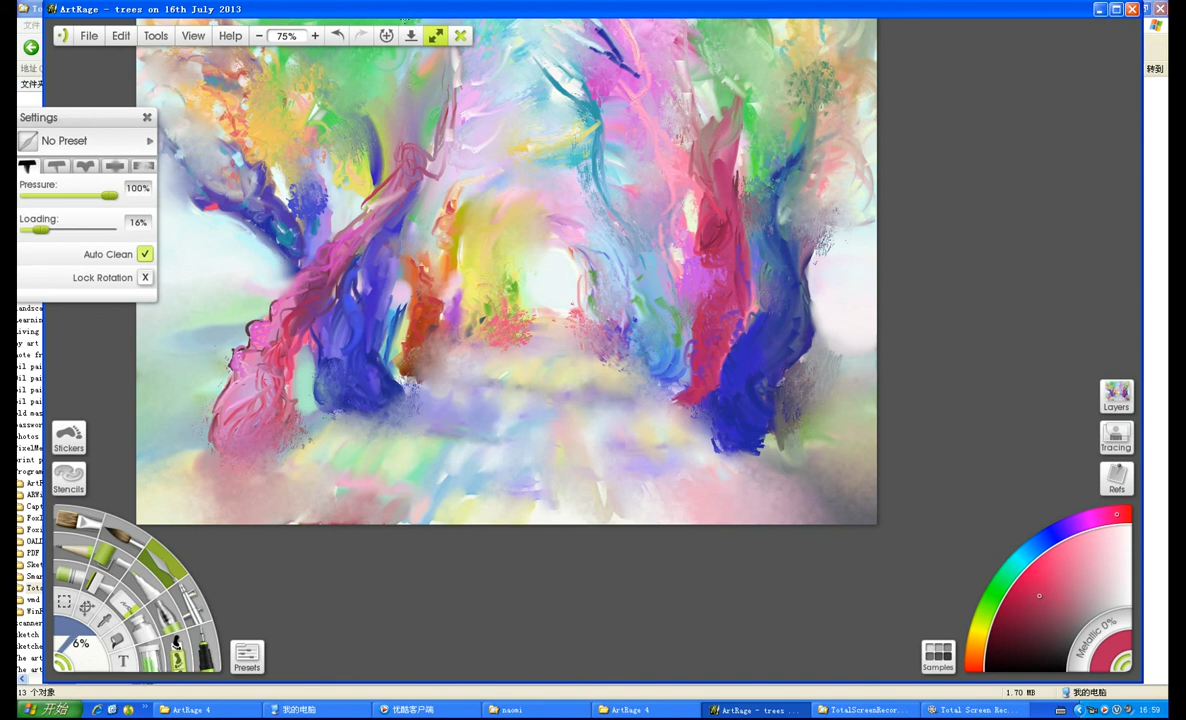 ArtRage - trees on 16th July 2013
File Edit Tools View Help - 75% +
文件
地址
文件夹
转到
Settings
No Preset
Pressure:
100%
Loading:
16%
Auto Clean
Lock Rotation X
Layers
Tracing
Refs
Stickers
Stencils
6%
T
Presets
Samples
Metallic 0%
13 个对象
1.70 MB
我的电脑
开始
ArtRage 4
我的电脑
优酷客户端
naomi
ArtRage 4
ArtRage - trees ...
TotalScreenRecor...
Total Screen Rec...
16:59